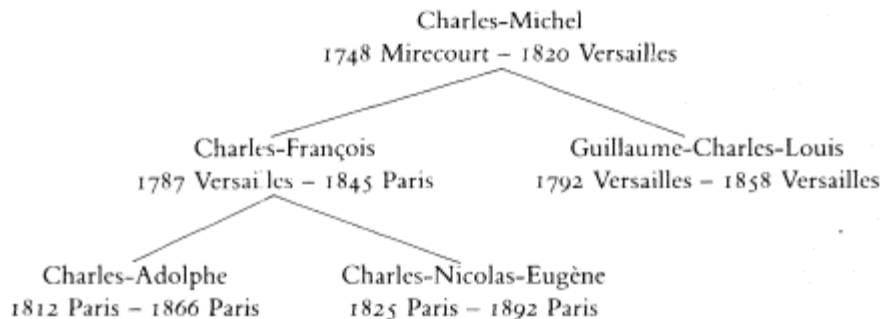 Charles-Michel
1748 Mirecourt – 1820 Versailles
Charles-François
1787 Versailles – 1845 Paris
Guillaume-Charles-Louis
1792 Versailles – 1858 Versailles
Charles-Adolphe
1812 Paris – 1866 Paris
Charles-Nicolas-Eugène
1825 Paris – 1892 Paris